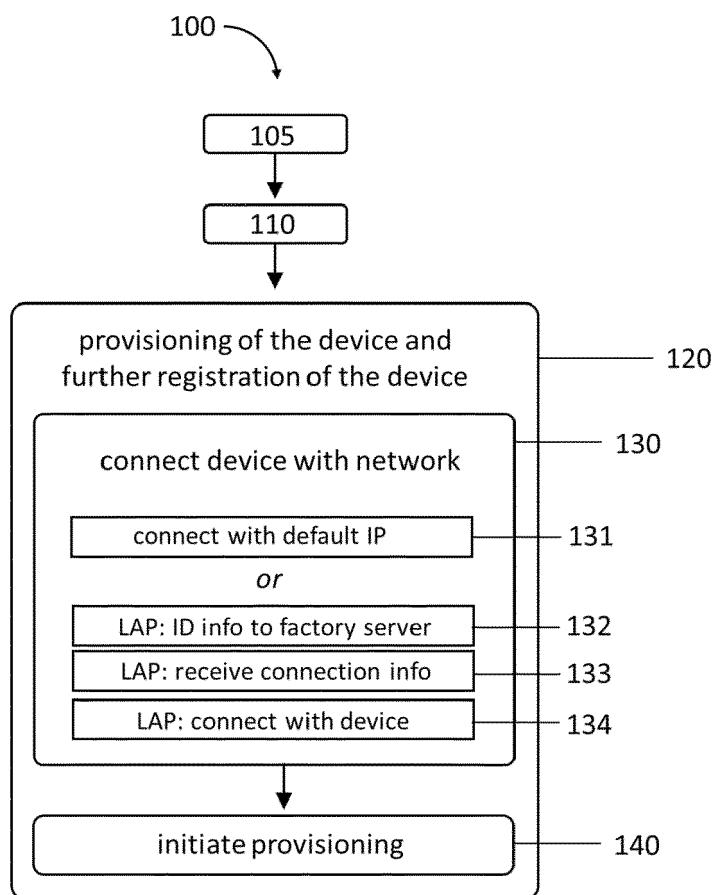 100
105
110
provisioning of the device and
further registration of the device
120
connect device with network
130
connect with default IP
131
or
LAP: ID info to factory server
132
LAP: receive connection info
133
LAP: connect with device
134
initiate provisioning
140